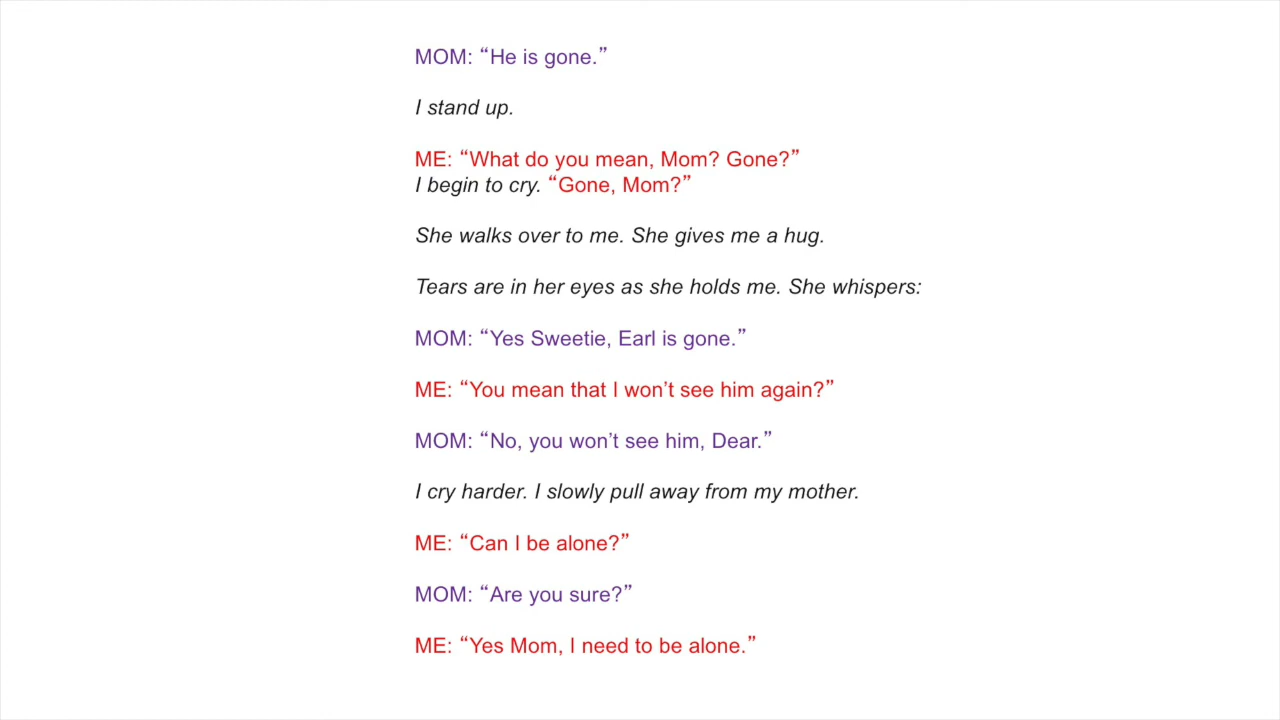 MOM: “He is gone.”
I stand up.
ME: “What do you mean, Mom? Gone?”
I begin to cry. “Gone, Mom?”
She walks over to me. She gives me a hug.
Tears are in her eyes as she holds me. She whispers:
MOM: “Yes Sweetie, Earl is gone.”
ME: “You mean that I won’t see him again?”
MOM: “No, you won’t see him, Dear.”
I cry harder. I slowly pull away from my mother.
ME: “Can I be alone?”
MOM: “Are you sure?”
ME: “Yes Mom, I need to be alone.”